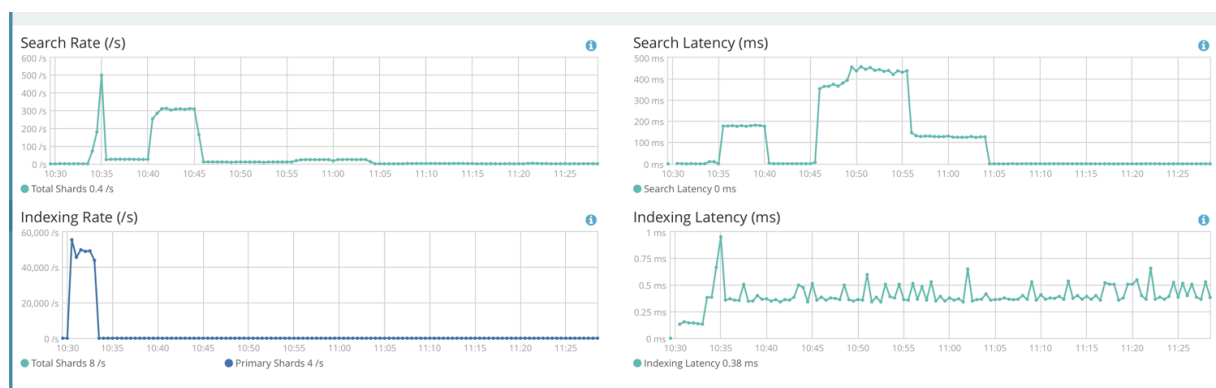 Search Rate (/s)
600 /s
500 /s
400 /s
300 /s
200 /s
100 /s
0 /s
10:30 10:35 10:40 10:45 10:50 10:55 11:00 11:05 11:10 11:15 11:20 11:25
Total Shards 0.4 /s
Search Latency (ms)
500 ms
400 ms
300 ms
200 ms
100 ms
0 ms
10:30 10:35 10:40 10:45 10:50 10:55 11:00 11:05 11:10 11:15 11:20 11:25
Search Latency 0 ms
Indexing Rate (/s)
60,000 /s
40,000 /s
20,000 /s
0 /s
10:30 10:35 10:40 10:45 10:50 10:55 11:00 11:05 11:10 11:15 11:20 11:25
Total Shards 8 /s Primary Shards 4 /s
Indexing Latency (ms)
1 ms
0.75 ms
0.5 ms
0.25 ms
0 ms
10:30 10:35 10:40 10:45 10:50 10:55 11:00 11:05 11:10 11:15 11:20 11:25
Indexing Latency 0.38 ms